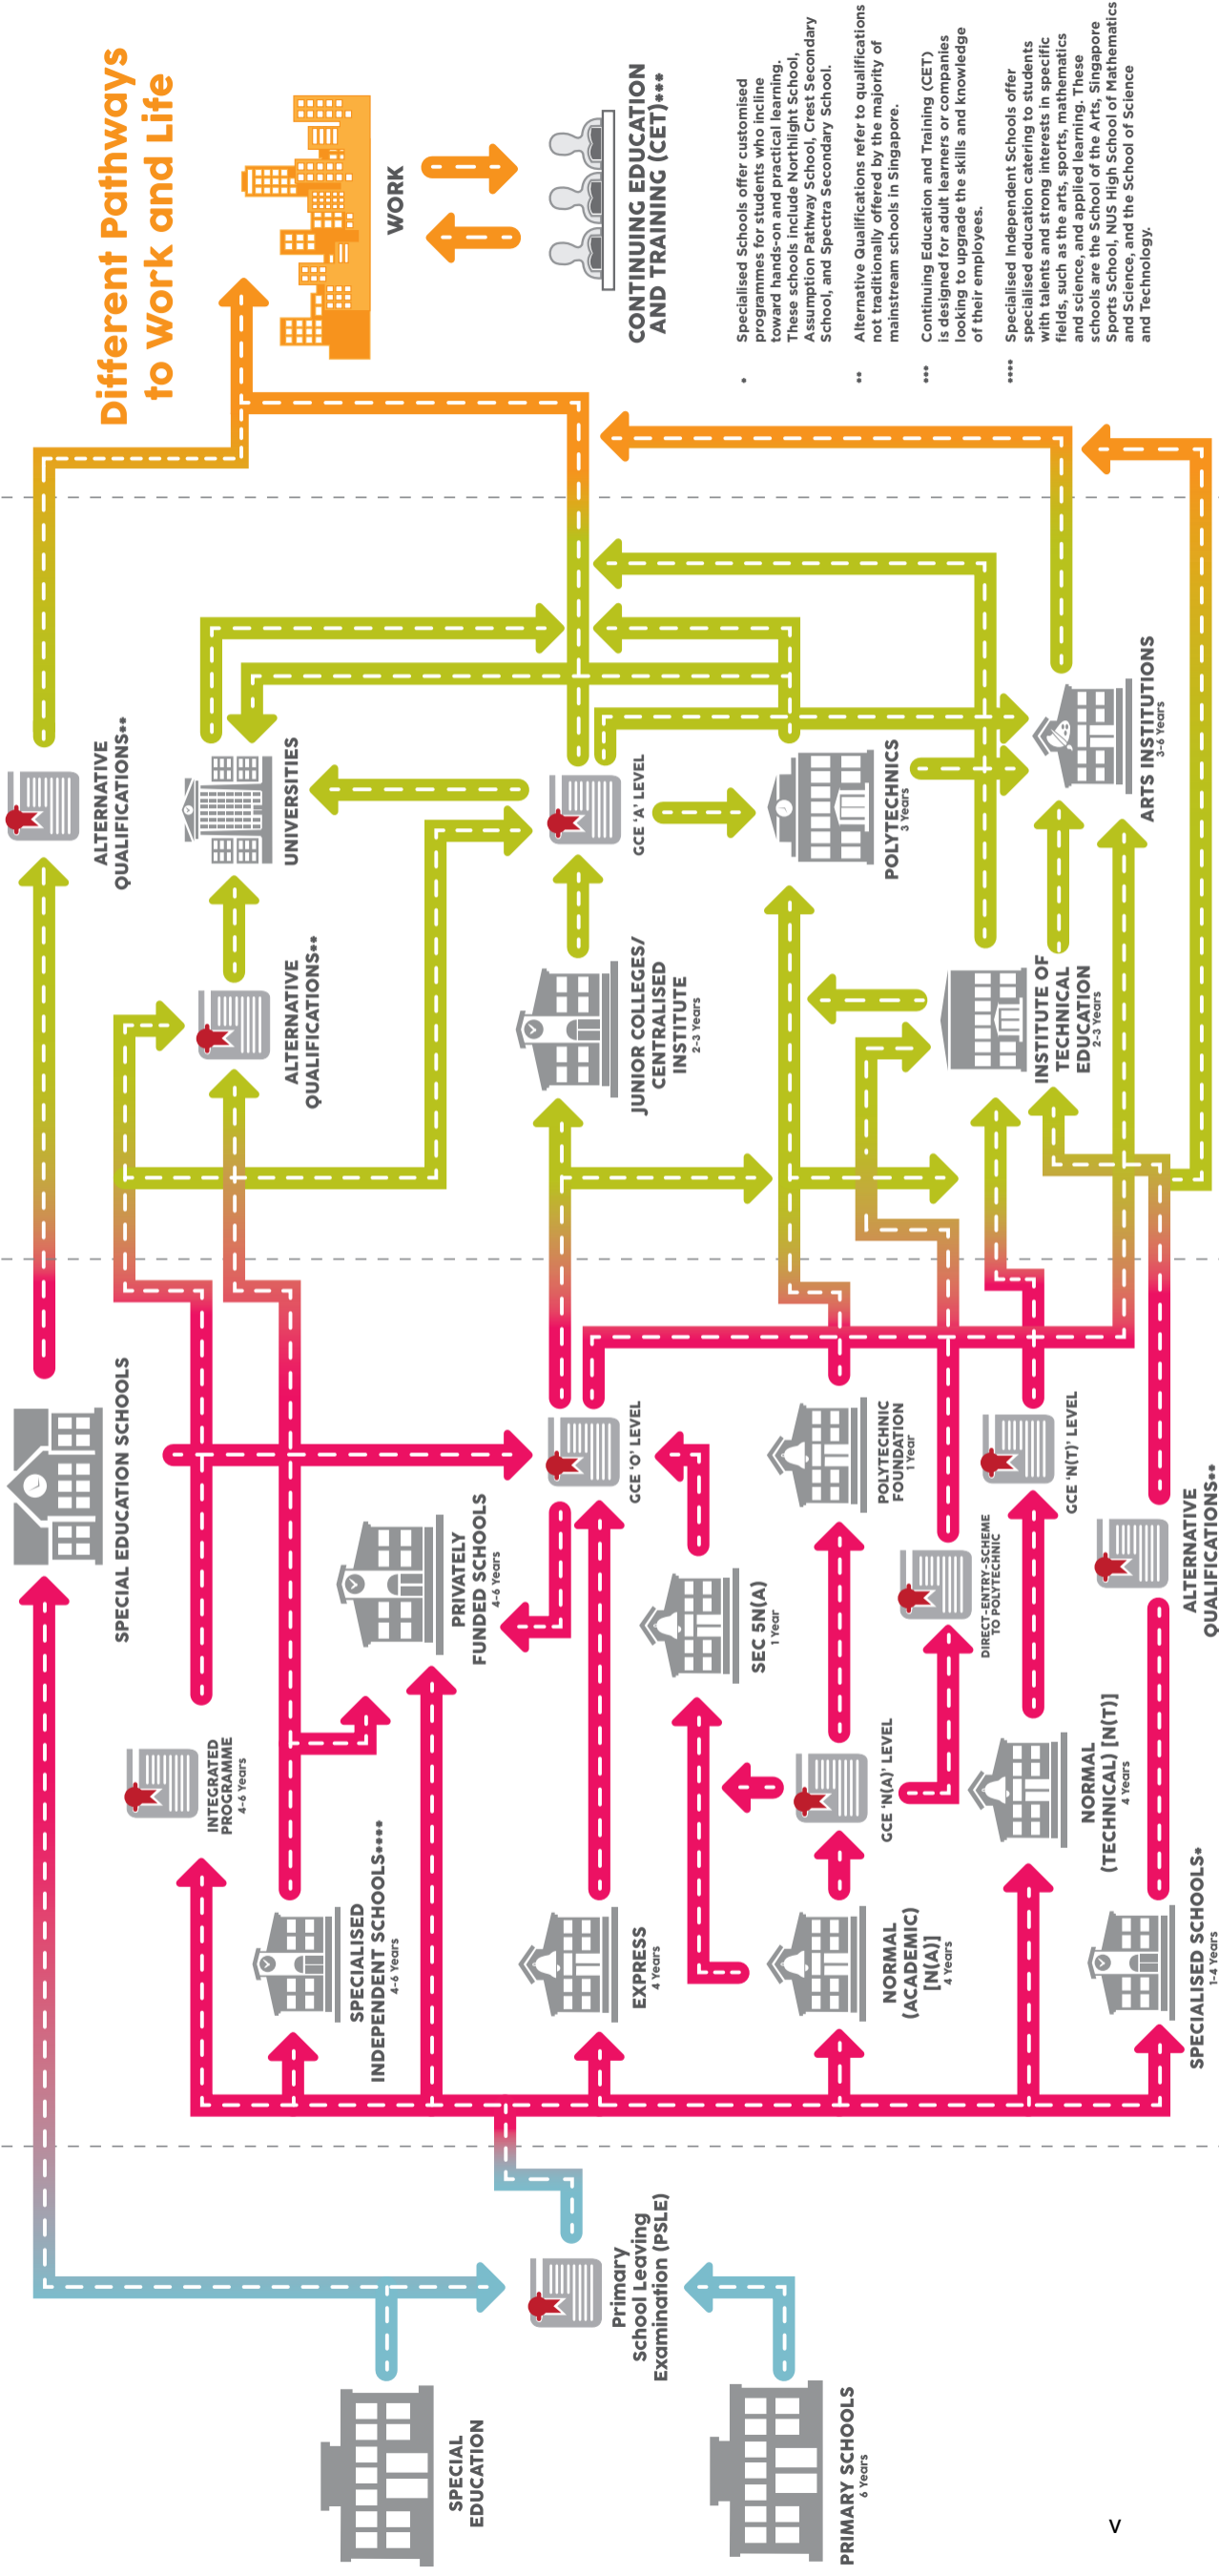 Different Pathways
to Work and Life
SPECIAL
EDUCATION
PRIMARY SCHOOLS
6 Years
Primary
School Leaving
Examination (PSLE)
SPECIAL EDUCATION SCHOOLS
INTEGRATED
PROGRAMME
4-6 Years
SPECIALISED
INDEPENDENT SCHOOLS****
4-6 Years
PRIVATELY
FUNDED SCHOOLS
4-6 Years
EXPRESS
4 Years
GCE 'O' LEVEL
SEC 5N(A)
1 Year
NORMAL
(ACADEMIC)
[N(A)]
4 Years
GCE 'N(A)' LEVEL
POLYTECHNIC
FOUNDATION
1 Year
DIRECT-ENTRY-SCHEME
TO POLYTECHNIC
NORMAL
(TECHNICAL) [N(T)]
4 Years
GCE 'N(T)' LEVEL
SPECIALISED SCHOOLS*
1-4 Years
ALTERNATIVE
QUALIFICATIONS**
ALTERNATIVE
QUALIFICATIONS**
ALTERNATIVE
QUALIFICATIONS**
UNIVERSITIES
JUNIOR COLLEGES/
CENTRALISED
INSTITUTE
2-3 Years
GCE 'A' LEVEL
POLYTECHNICS
3 Years
INSTITUTE OF
TECHNICAL
EDUCATION
2-3 Years
ARTS INSTITUTIONS
3-6 Years
WORK
CONTINUING EDUCATION
AND TRAINING (CET)***
* Specialised Schools offer customised
programmes for students who incline
toward hands-on and practical learning.
These schools include Northlight School,
Assumption Pathway School, Crest Secondary
School, and Spectra Secondary School.
** Alternative Qualifications refer to qualifications
not traditionally offered by the majority of
mainstream schools in Singapore.
*** Continuing Education and Training (CET)
is designed for adult learners or companies
looking to upgrade the skills and knowledge
of their employees.
**** Specialised Independent Schools offer
specialised education catering to students
with talents and strong interests in specific
fields, such as the arts, sports, mathematics
and science, and applied learning. These
schools are the School of the Arts, Singapore
Sports School, NUS High School of Mathematics
and Science, and the School of Science
and Technology.
v